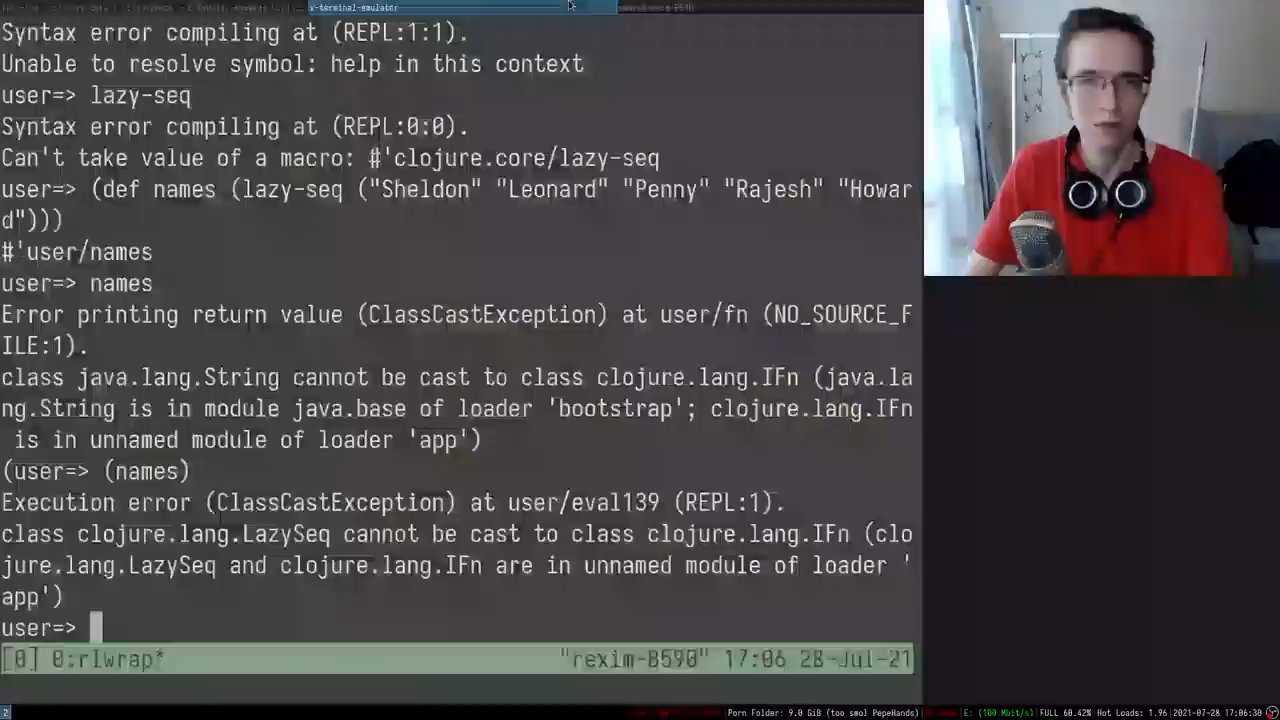 x-terminal-emulator
Syntax error compiling at (REPL:1:1).
Unable to resolve symbol: help in this context
user=> lazy-seq
Syntax error compiling at (REPL:0:0).
Can't take value of a macro: #'clojure.core/lazy-seq
user=> (def names (lazy-seq ("Sheldon" "Leonard" "Penny" "Rajesh" "Howar
d")))
#'user/names
user=> names
Error printing return value (ClassCastException) at user/fn (NO_SOURCE_F
ILE:1).
class java.lang.String cannot be cast to class clojure.lang.IFn (java.la
ng.String is in module java.base of loader 'bootstrap'; clojure.lang.IFn
 is in unnamed module of loader 'app')
(user=> (names)
Execution error (ClassCastException) at user/eval139 (REPL:1).
class clojure.lang.LazySeq cannot be cast to class clojure.lang.IFn (clo
jure.lang.LazySeq and clojure.lang.IFn are in unnamed module of loader '
app')
user=>
[0] 0:rlwrap* "rexim-B590" 17:06 28-Jul-21
2 Porn Folder: 9.0 GiB (too smol PepeHands) E: (100 Mbit/s) FULL 60.42% Hot Loads: 1.96 2021-07-28 17:06:30